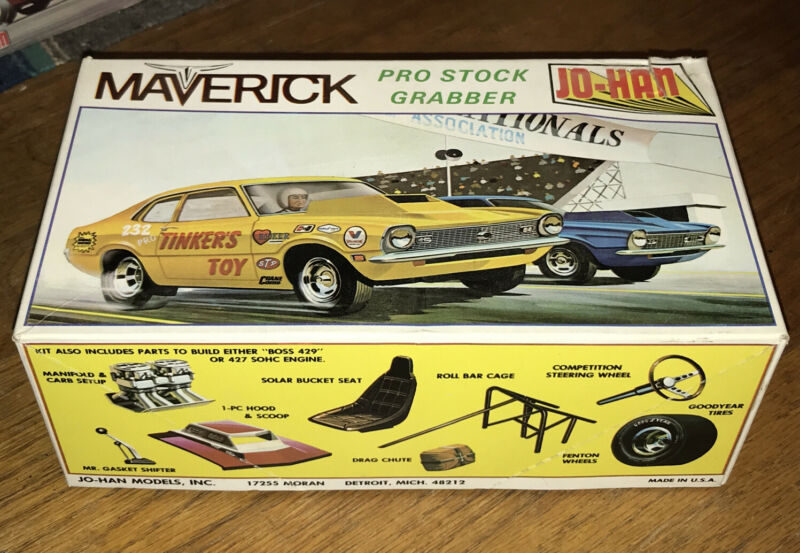 MAVERICK
PRO STOCK
GRABBER
JO-HAN
ASSOCIATION
232
PRO
TINKER'S
TOY
STP
CRANE
KIT ALSO INCLUDES PARTS TO BUILD EITHER "BOSS 429"
OR 427 SOHC ENGINE.
MANIFOLD &
CARB SETUP
SOLAR BUCKET SEAT
ROLL BAR CAGE
COMPETITION
STEERING WHEEL
1-PC HOOD
& SCOOP
GOODYEAR
TIRES
MR. GASKET SHIFTER
DRAG CHUTE
FENTON
WHEELS
JO-HAN MODELS, INC. 17255 MORAN DETROIT, MICH. 48212 MADE IN U.S.A.